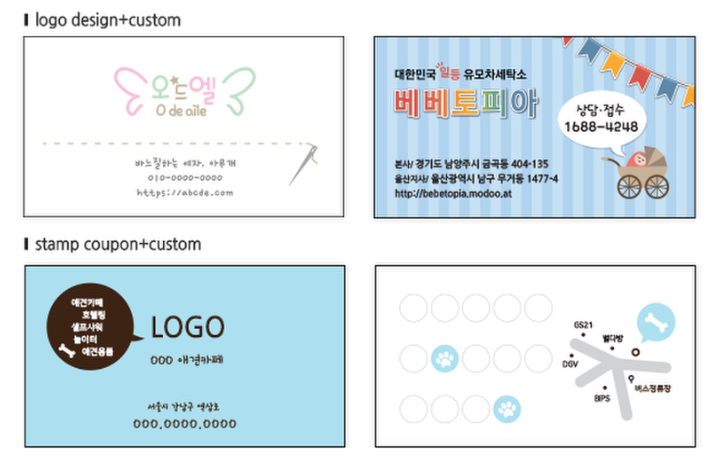 logo design+custom
오드엘
O de aile
바느질하는 여자, 아무개
010-0000-0000
https://abcde.com
대한민국 일등 유모차세탁소
베베토피아
상담·접수
1688-4248
본사/ 경기도 남양주시 금곡동 404-135
울산지사/ 울산광역시 남구 무거동 1477-4
http://bebetopia.modoo.at
stamp coupon+custom
애견카페
호텔링
셀프샤워
놀이터
애견용품
LOGO
000 애견카페
서울시 강남구 역삼로
000.0000.0000
GS21
별다방
DGV
BIPS
버스정류장